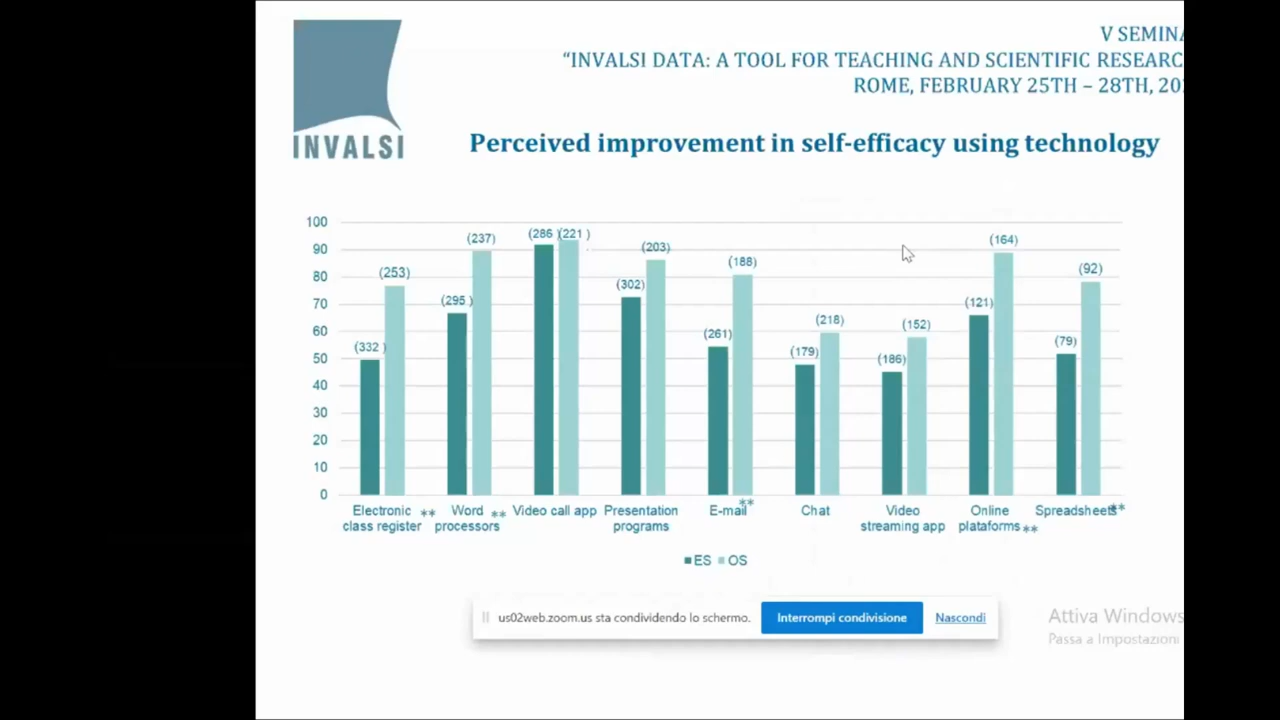 V SEMINA
“INVALSI DATA: A TOOL FOR TEACHING AND SCIENTIFIC RESEARC
ROME, FEBRUARY 25TH – 28TH, 20
INVALSI
Perceived improvement in self-efficacy using technology
100
90
80
70
60
50
40
30
20
10
0
(332 )
(253)
(295 )
(237)
(286 )
(221 )
(302)
(203)
(261)
(188)
(179)
(218)
(186)
(152)
(121)
(164)
(79)
(92)
Electronic
class register **
Word
processors **
Video call app
Presentation
programs
E-mail **
Chat
Video
streaming app
Online
plataforms **
Spreadsheets **
ES OS
us02web.zoom.us sta condividendo lo schermo.
Interrompi condivisione
Nascondi
Attiva Windows
Passa a Impostazioni